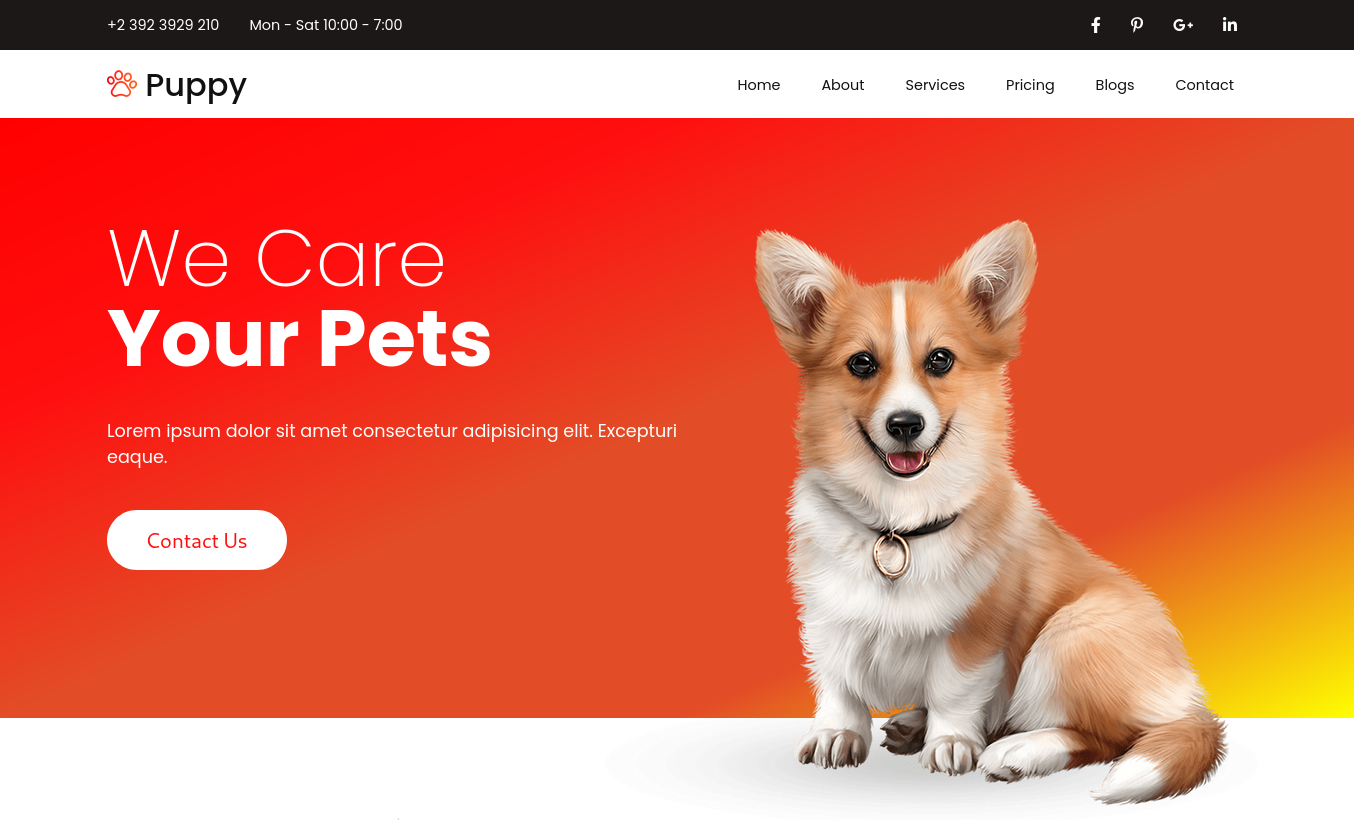 +2 392 3929 210
Mon - Sat 10:00 - 7:00
Puppy
Home
About
Services
Pricing
Blogs
Contact
We Care
Your Pets
Lorem ipsum dolor sit amet consectetur adipisicing elit. Excepturi
eaque.
Contact Us